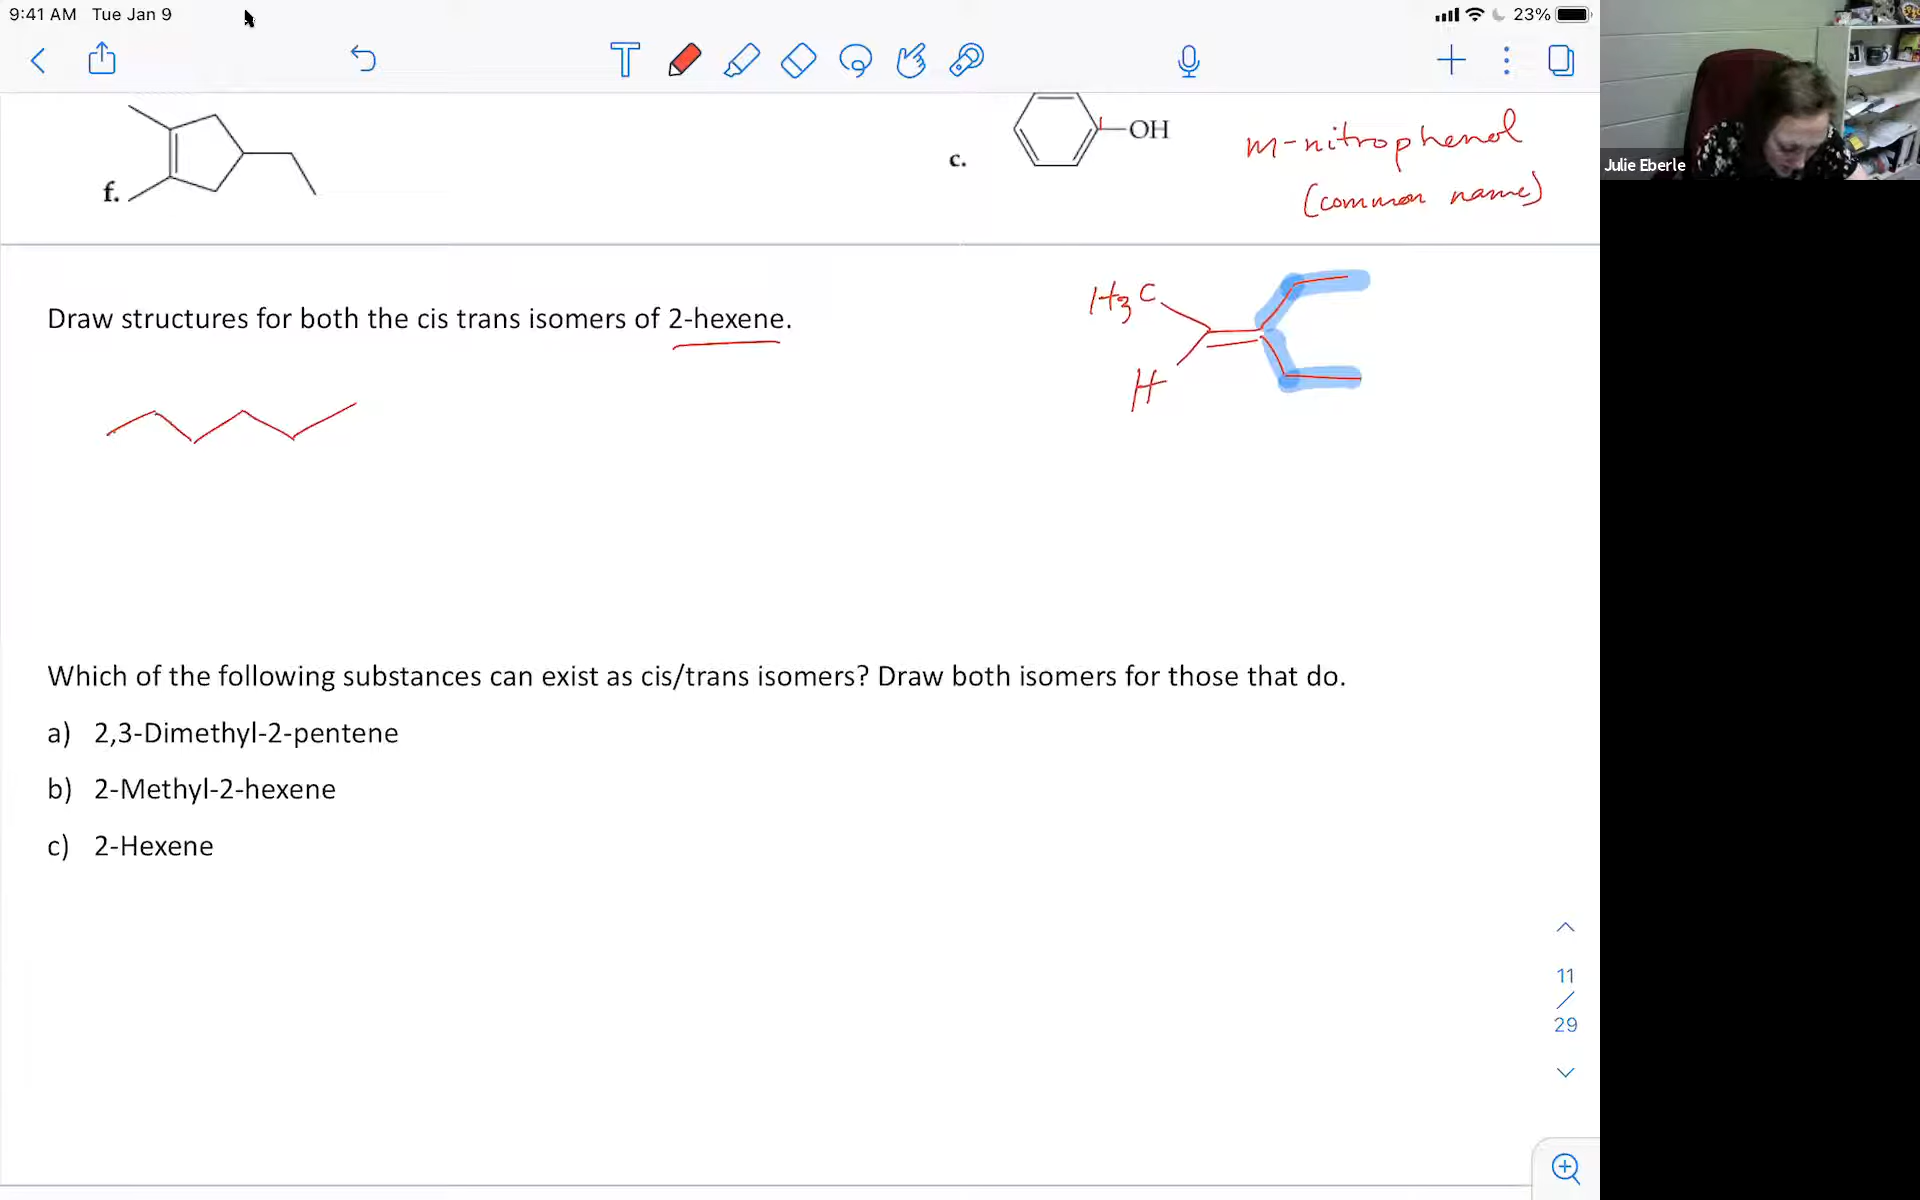 9:41 AM Tue Jan 9
23%
T
f.
c.
OH
m-nitrophenol
(common name)
Julie Eberle
Draw structures for both the cis trans isomers of 2-hexene.
H3C
H
Which of the following substances can exist as cis/trans isomers? Draw both isomers for those that do.
a) 2,3-Dimethyl-2-pentene
b) 2-Methyl-2-hexene
c) 2-Hexene
11
/
29